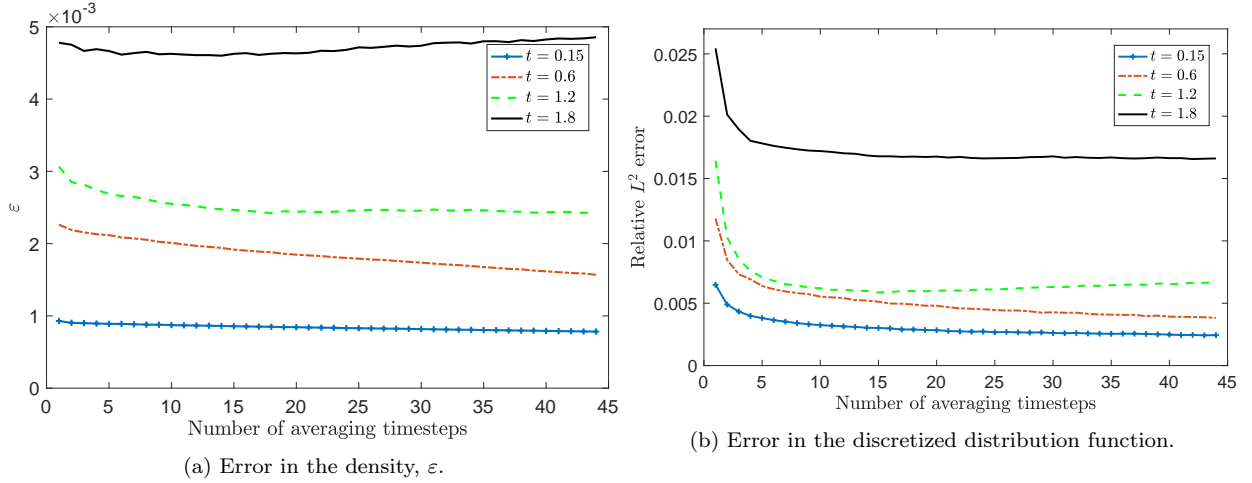 ×10⁻³
5
4
3
2
1
0
ε
t = 0.15
t = 0.6
t = 1.2
t = 1.8
0 5 10 15 20 25 30 35 40 45
Number of averaging timesteps
(a) Error in the density, ε.
0.025
0.02
0.015
0.01
0.005
0
Relative L² error
t = 0.15
t = 0.6
t = 1.2
t = 1.8
0 5 10 15 20 25 30 35 40 45
Number of averaging timesteps
(b) Error in the discretized distribution function.